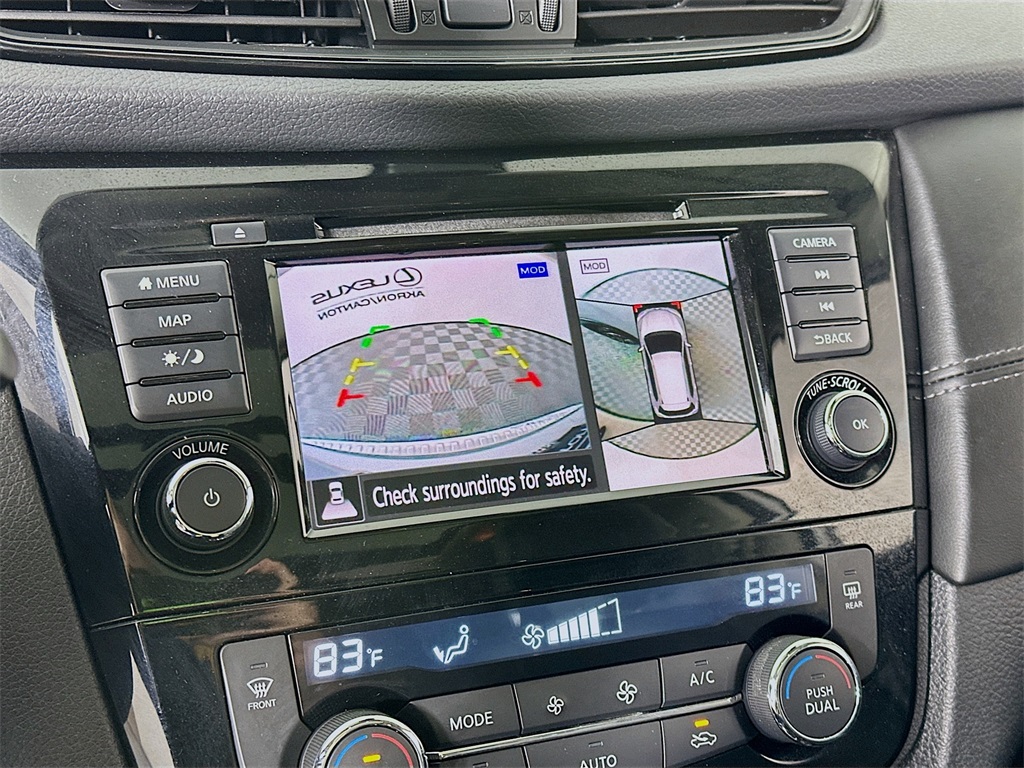 MENU
MAP
AUDIO
VOLUME
LEXUS
AKRON/CANTON
MOD
MOD
Check surroundings for safety.
CAMERA
BACK
TUNE·SCROLL
OK
83°F
83°F
REAR
FRONT
MODE
A/C
PUSH
DUAL
AUTO